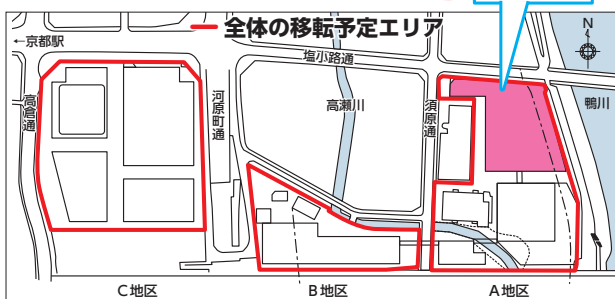 全体の移転予定エリア
←京都駅
塩小路通
N
高倉通
河原町通
高瀬川
須原通
鴨川
C地区
B地区
A地区